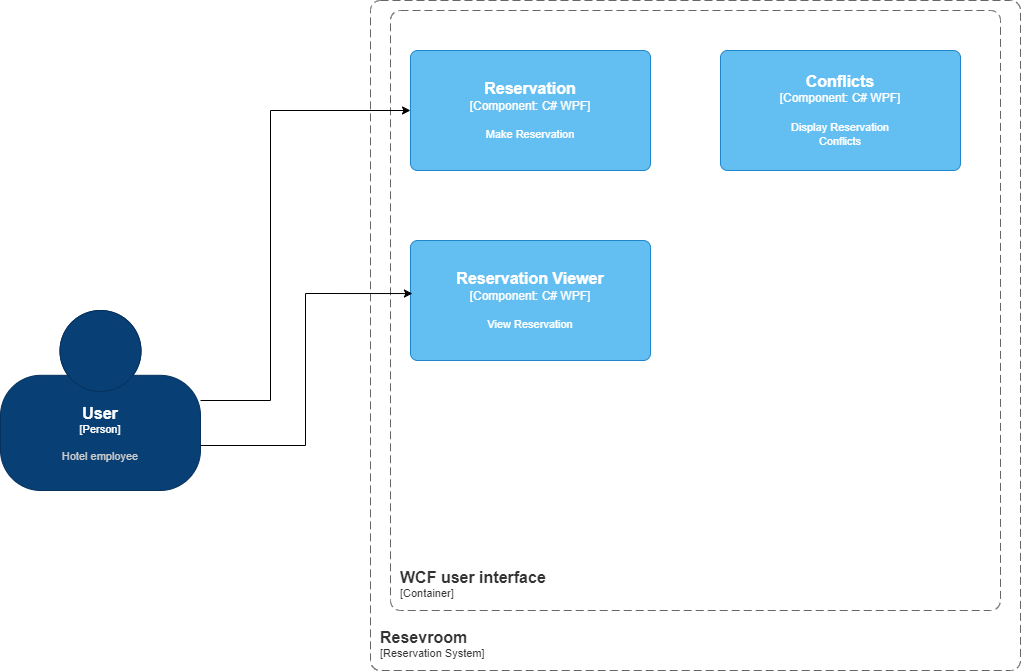 Reservation
[Component: C# WPF]
Make Reservation
Conflicts
[Component: C# WPF]
Display Reservation
Conflicts
Reservation Viewer
[Component: C# WPF]
View Reservation
User
[Person]
Hotel employee
WCF user interface
[Container]
Resevroom
[Reservation System]